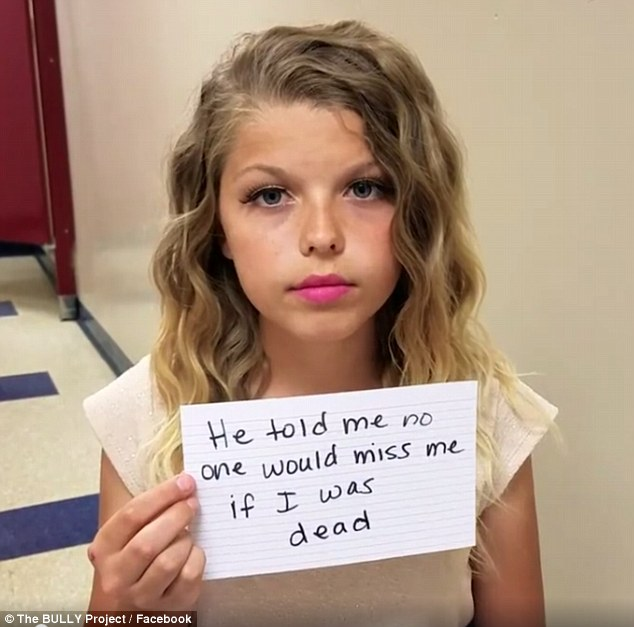 He told me no
one would miss me
if I was
dead
© The BULLY Project / Facebook